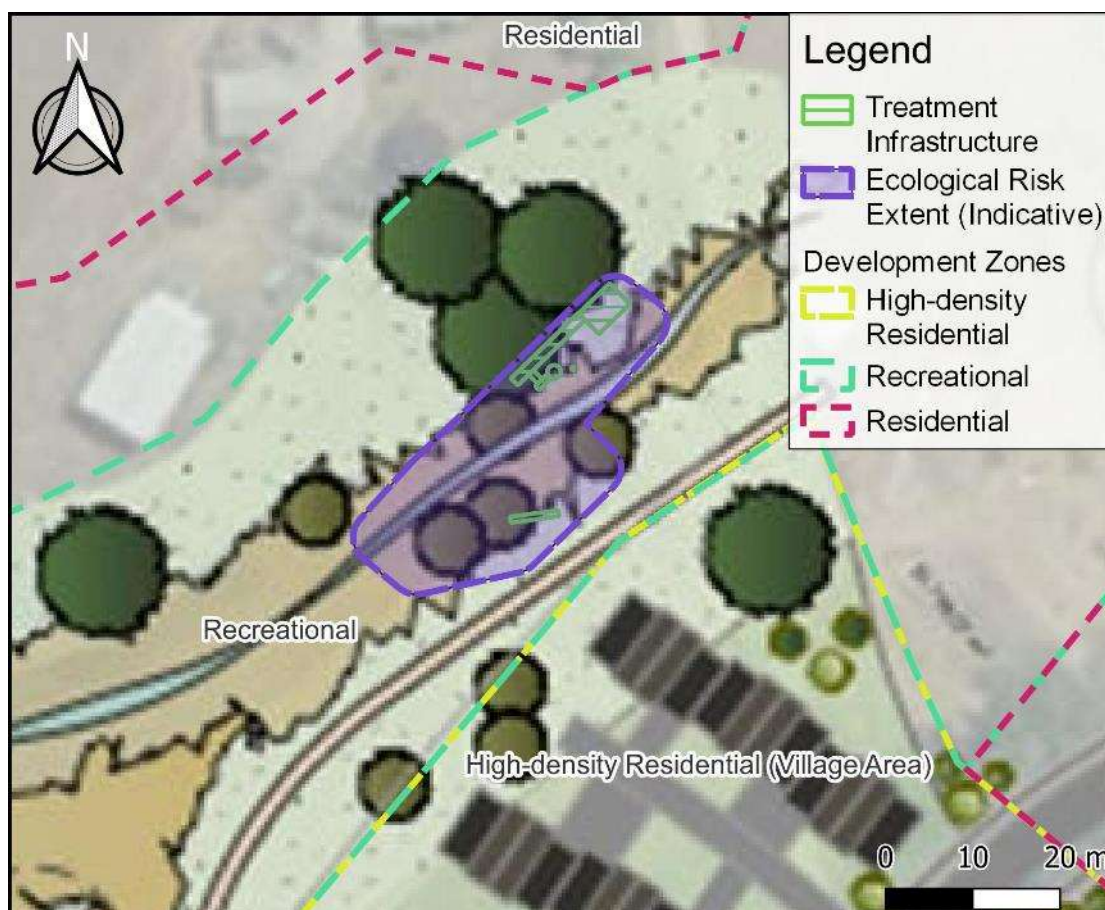 N
Residential
Legend
Treatment
Infrastructure
Ecological Risk
Extent (Indicative)
Development Zones
High-density
Residential
Recreational
Residential
Recreational
High-density Residential (Village Area)
0 10 20 m